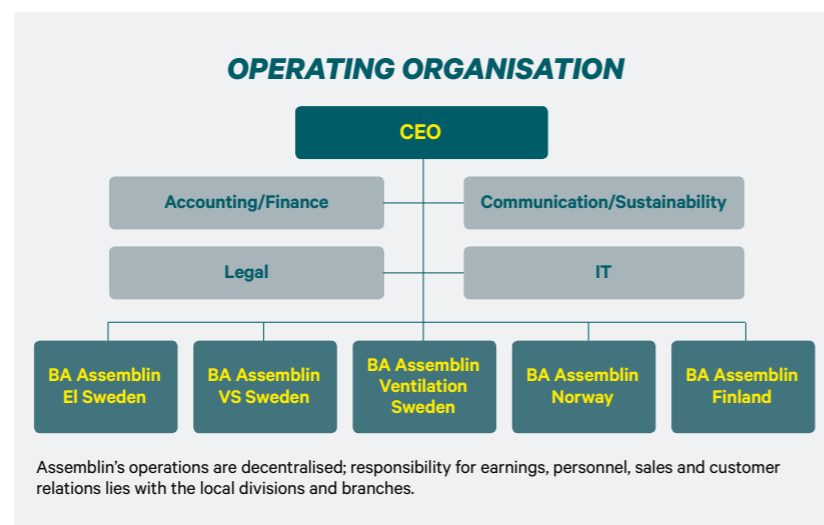 OPERATING ORGANISATION
CEO
Accounting/Finance
Communication/Sustainability
Legal
IT
BA Assemblin
El Sweden
BA Assemblin
VS Sweden
BA Assemblin
Ventilation
Sweden
BA Assemblin
Norway
BA Assemblin
Finland
Assemblin’s operations are decentralised; responsibility for earnings, personnel, sales and customer
relations lies with the local divisions and branches.